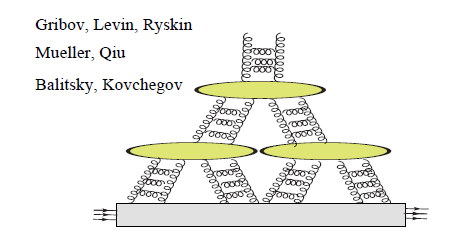 Gribov, Levin, Ryskin
Mueller, Qiu
Balitsky, Kovchegov